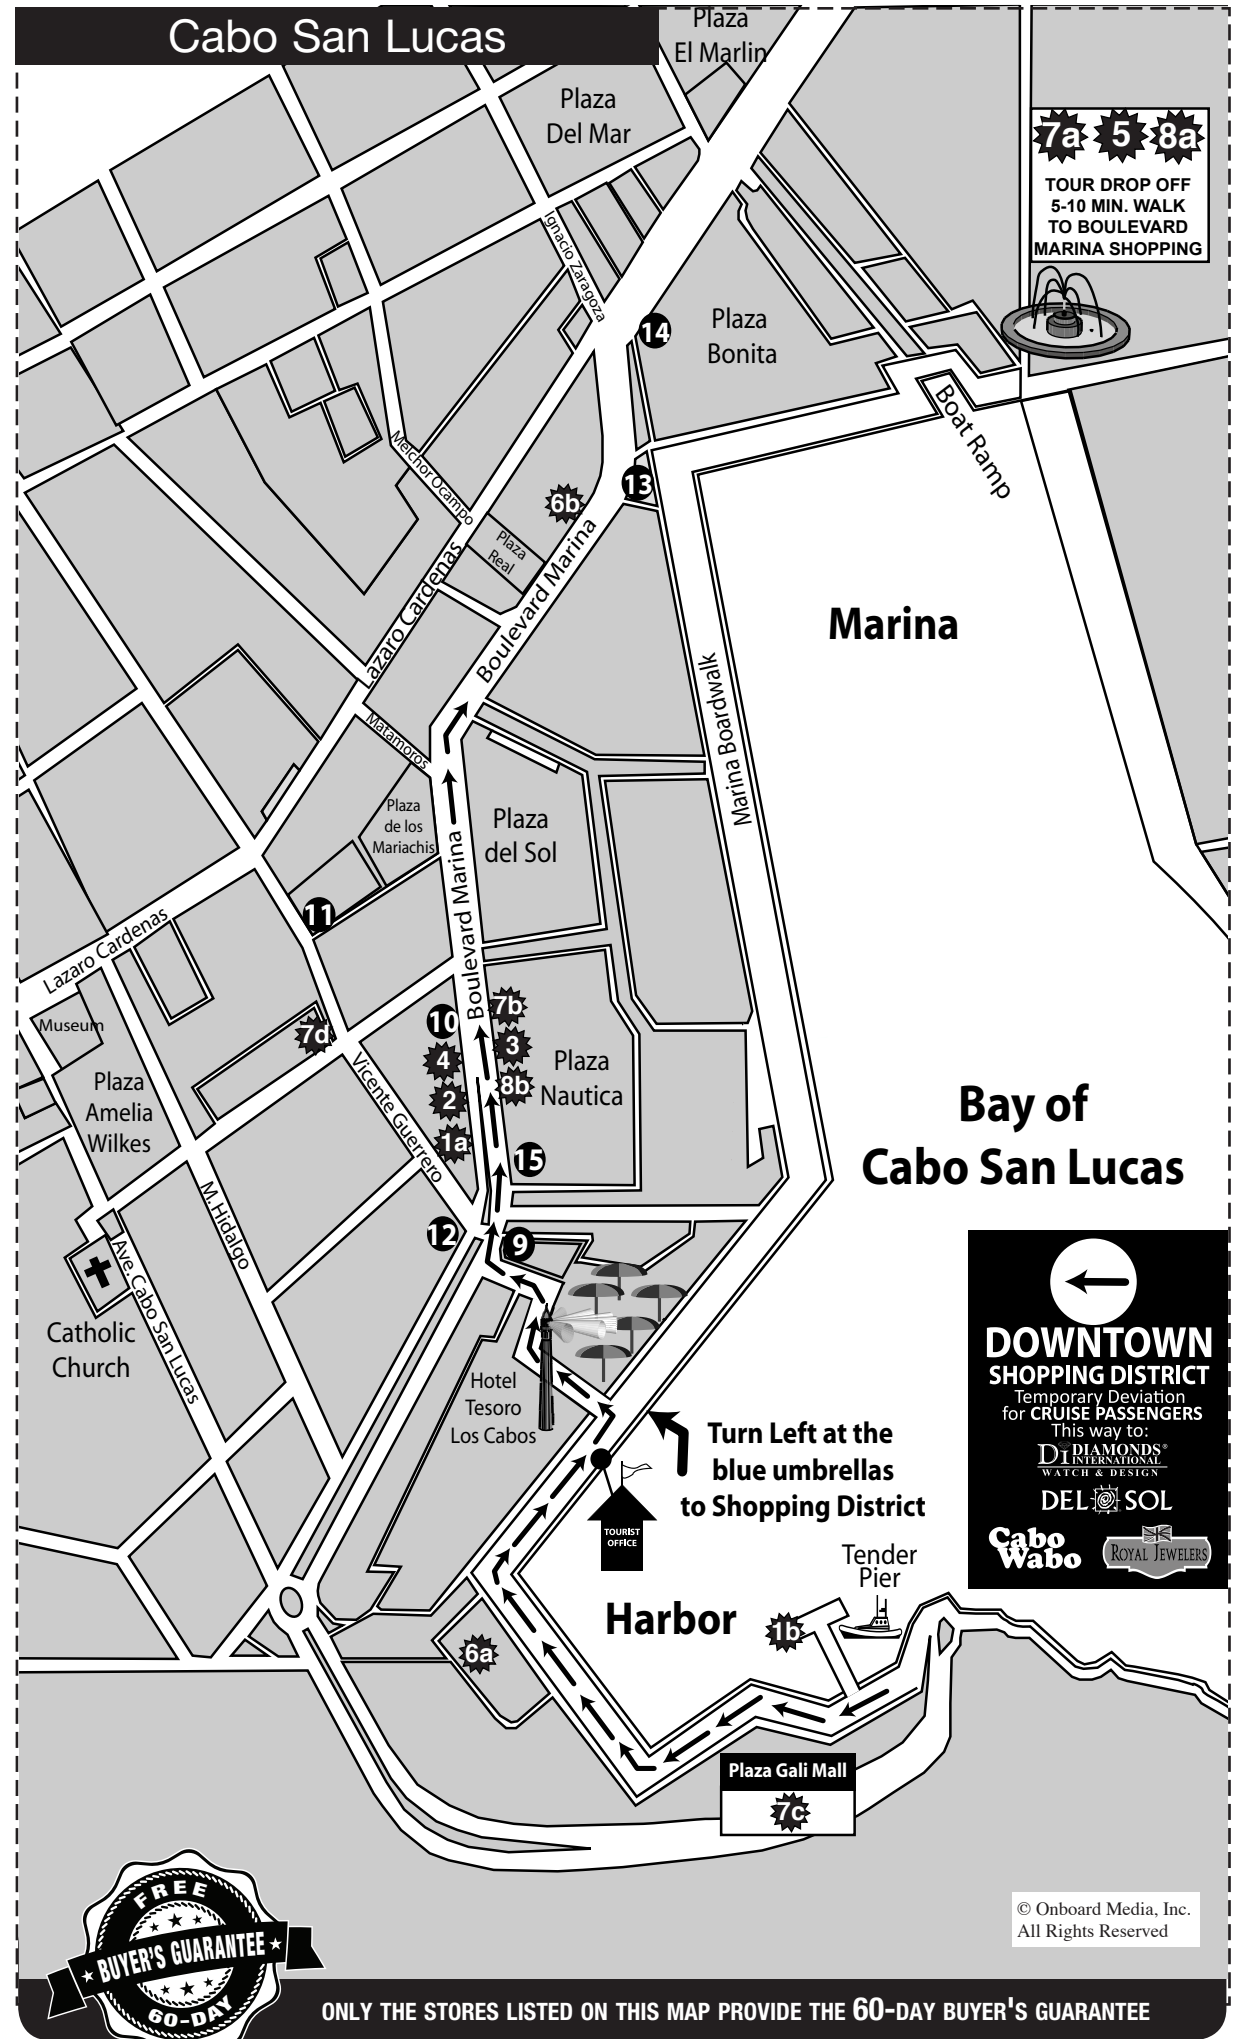 Cabo San Lucas
Plaza
El Marlin
Plaza
Del Mar
7a 5 8a
TOUR DROP OFF
5-10 MIN. WALK
TO BOULEVARD
MARINA SHOPPING
Ignacio Zaragoza
14
Plaza
Bonita
Boat Ramp
Melchor Ocampo
13
6b
Plaza
Real
Boulevard Marina
Lazaro Cardenas
Marina
Marina Boardwalk
Matamoros
Plaza
de los
Mariachis
Plaza
del Sol
Boulevard Marina
11
Lazaro Cardenas
Museum
7d
10
7b
4
3
Plaza
Nautica
8b
2
1a
15
Plaza
Amelia
Wilkes
Vicente Guerrero
Bay of
Cabo San Lucas
M. Hidalgo
12
9
Ave. Cabo San Lucas
Catholic
Church
Hotel
Tesoro
Los Cabos
DOWNTOWN
SHOPPING DISTRICT
Temporary Deviation
for CRUISE PASSENGERS
This way to:
DI DIAMONDS®
INTERNATIONAL
WATCH & DESIGN
DEL SOL
Cabo
Wabo
ROYAL JEWELERS
Turn Left at the
blue umbrellas
to Shopping District
TOURIST
OFFICE
Tender
Pier
Harbor
1b
6a
Plaza Gali Mall
7c
© Onboard Media, Inc.
All Rights Reserved
FREE
BUYER'S GUARANTEE
60-DAY
ONLY THE STORES LISTED ON THIS MAP PROVIDE THE 60-DAY BUYER'S GUARANTEE